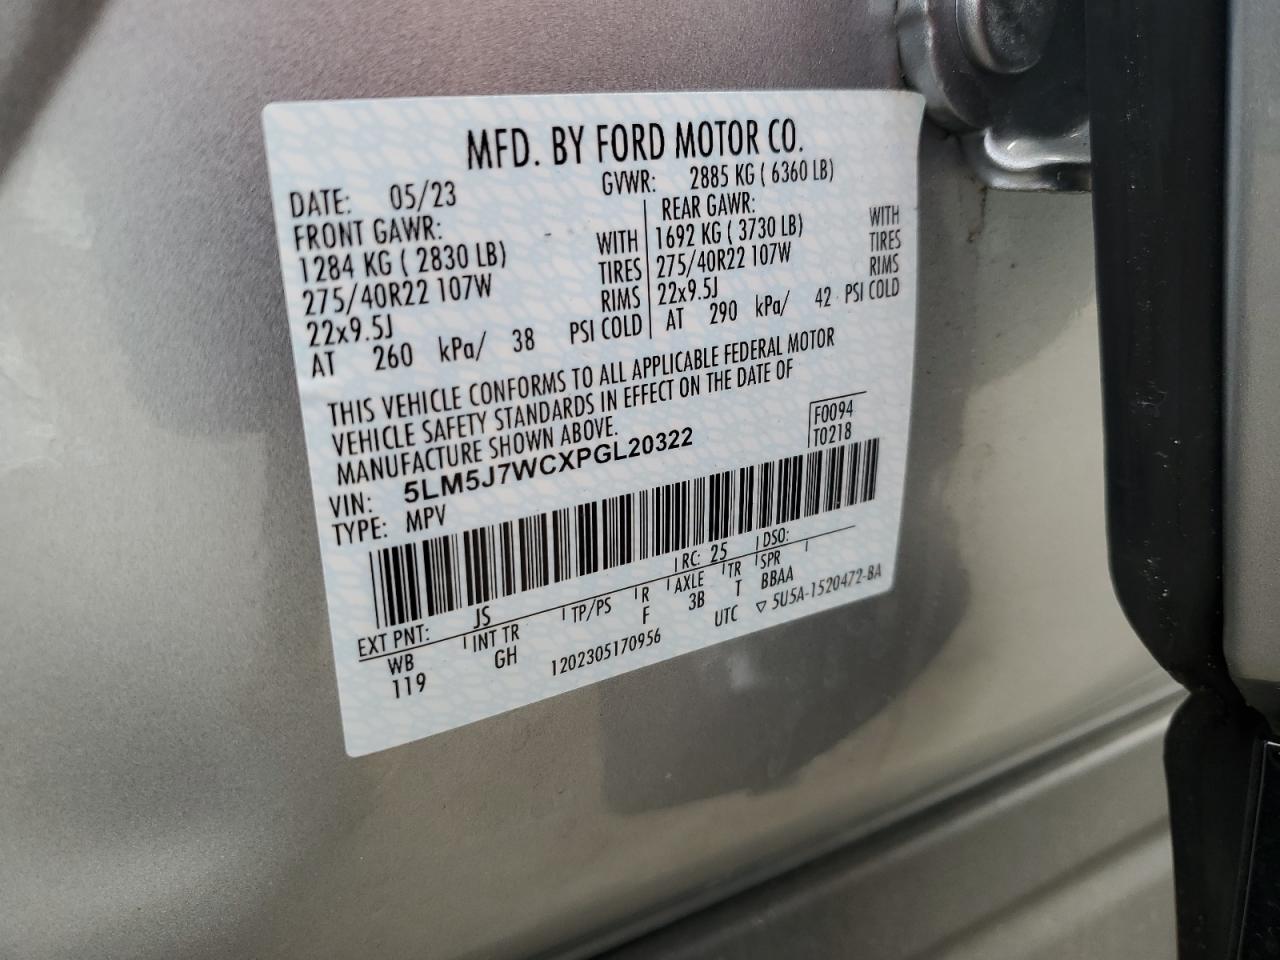 MFD. BY FORD MOTOR CO.
DATE: 05/23 GVWR: 2885 KG ( 6360 LB)
FRONT GAWR: REAR GAWR:
1284 KG ( 2830 LB) WITH 1692 KG ( 3730 LB) WITH
275/40R22 107W TIRES 275/40R22 107W TIRES
22x9.5J RIMS 22x9.5J RIMS
AT 260 kPa/ 38 PSI COLD AT 290 kPa/ 42 PSI COLD
THIS VEHICLE CONFORMS TO ALL APPLICABLE FEDERAL MOTOR
VEHICLE SAFETY STANDARDS IN EFFECT ON THE DATE OF
MANUFACTURE SHOWN ABOVE.
F0094
T0218
VIN: 5LM5J7WCXPGL20322
TYPE: MPV
EXT PNT: JS RC: 25 DSO:
WB INT TR TP/PS R AXLE TR SPR
119 GH F 3B T BBAA
1202305170956 UTC ▽ 5U5A-1520472-BA